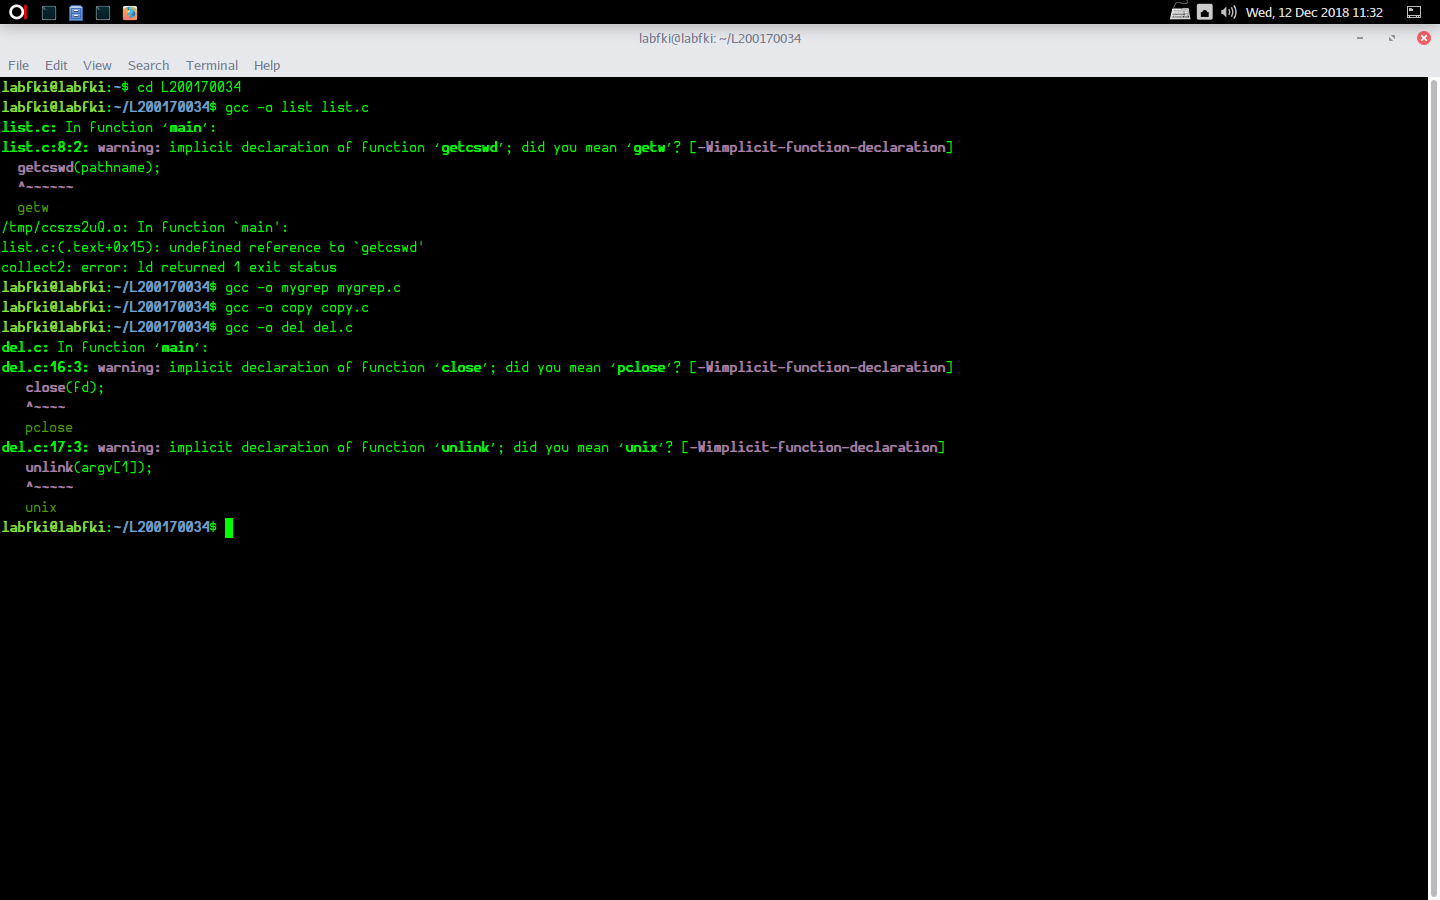 Wed, 12 Dec 2018 11:32
labfki@labfki: ~/L200170034
File Edit View Search Terminal Help
labfki@labfki:~$ cd L200170034
labfki@labfki:~/L200170034$ gcc -o list list.c
list.c: In function ‘main’:
list.c:8:2: warning: implicit declaration of function ‘getcswd’; did you mean ‘getw’? [-Wimplicit-function-declaration]
  getcswd(pathname);
  ^~~~~~~
  getw
/tmp/ccszs2uQ.o: In function `main':
list.c:(.text+0x15): undefined reference to `getcswd'
collect2: error: ld returned 1 exit status
labfki@labfki:~/L200170034$ gcc -o mygrep mygrep.c
labfki@labfki:~/L200170034$ gcc -o copy copy.c
labfki@labfki:~/L200170034$ gcc -o del del.c
del.c: In function ‘main’:
del.c:16:3: warning: implicit declaration of function ‘close’; did you mean ‘pclose’? [-Wimplicit-function-declaration]
   close(fd);
   ^~~~~
   pclose
del.c:17:3: warning: implicit declaration of function ‘unlink’; did you mean ‘unix’? [-Wimplicit-function-declaration]
   unlink(argv[1]);
   ^~~~~~
   unix
labfki@labfki:~/L200170034$